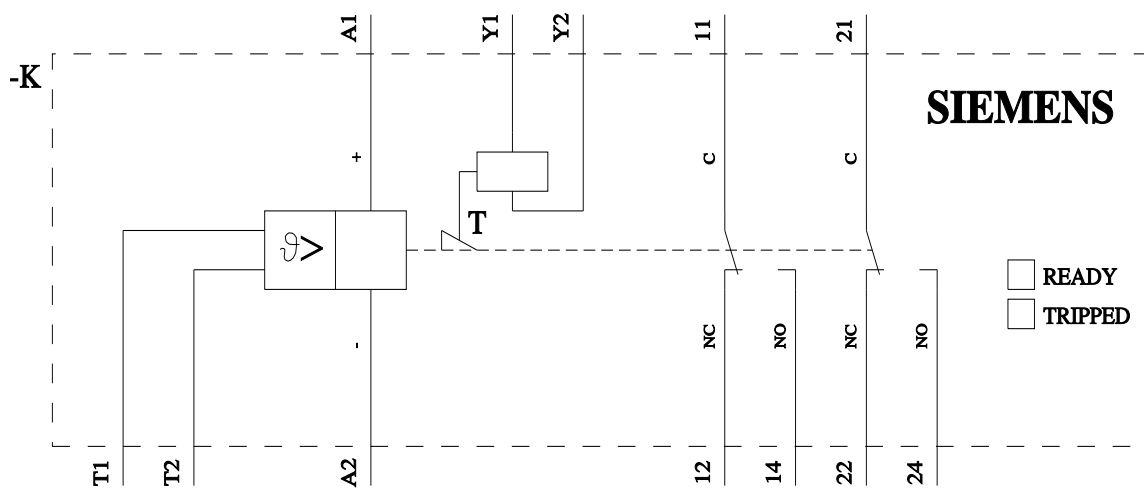 A1
Y1
Y2
11
21
-K
SIEMENS
+
C
C
T
ϑ>
READY
TRIPPED
-
NC
NO
NC
NO
T1
T2
A2
12
14
22
24